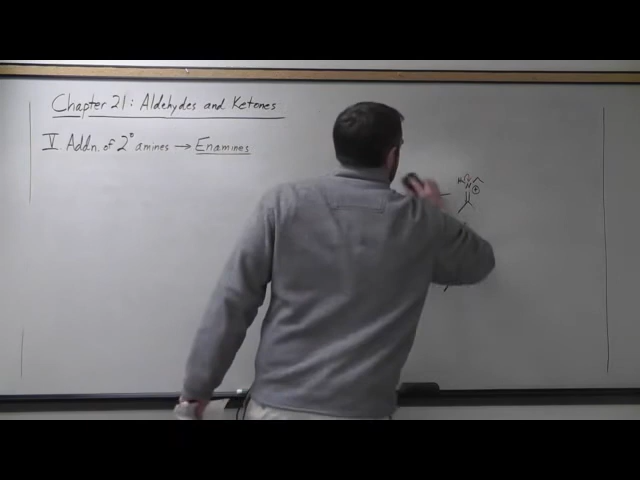 Chapter 21: Aldehydes and Ketones
V. Addn. of 2° amines → Enamines